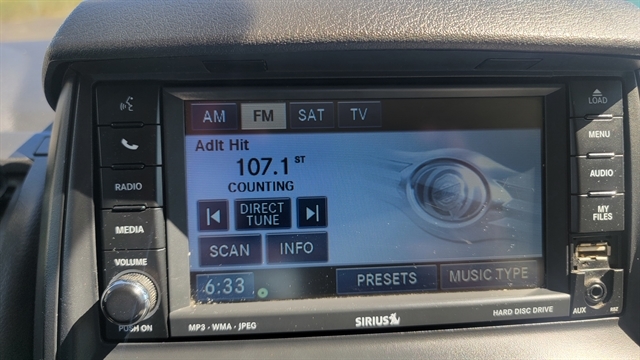 AM FM SAT TV
LOAD
MENU
RADIO
AUDIO
MEDIA
MY
FILES
VOLUME
PUSH ON
Adlt Hit
107.1 ST
COUNTING
DIRECT
TUNE
SCAN INFO
6:33 PRESETS MUSIC TYPE
MP3 · WMA · JPEG SIRIUS HARD DISC DRIVE
AUX